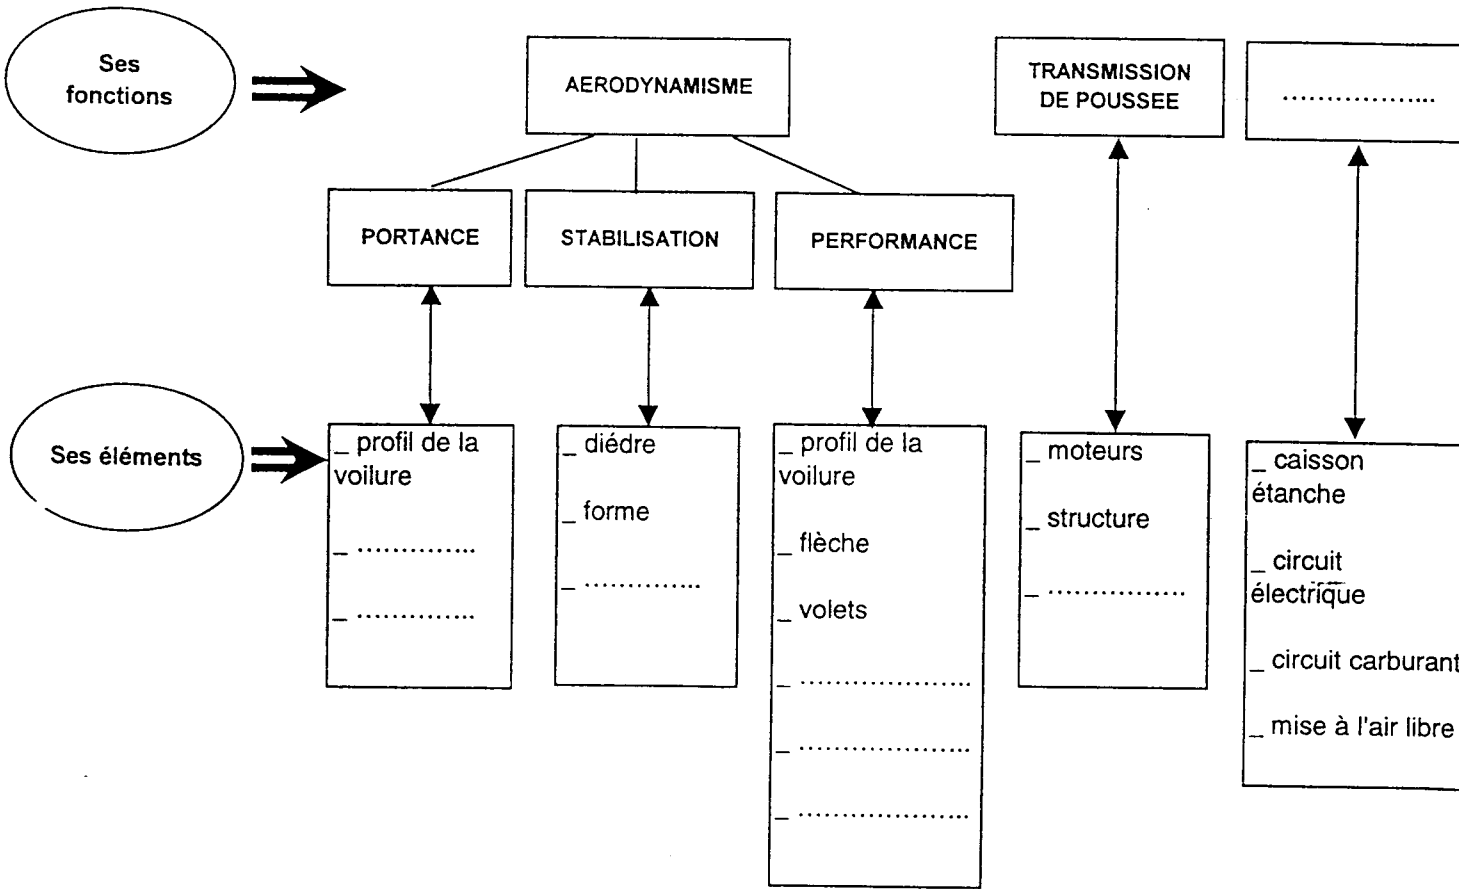 Ses
fonctions
AERODYNAMISME
TRANSMISSION
DE POUSSEE
....................
PORTANCE
STABILISATION
PERFORMANCE
Ses éléments
_ profil de la
voilure
_ ..............
_ ..............
_ diédre
_ forme
_ ..............
_ profil de la
voilure
_ flèche
_ volets
_ ....................
_ ....................
_ ....................
_ moteurs
_ structure
_ ................
_ caisson
étanche
_ circuit
électrique
_ circuit carburant
_ mise à l'air libre